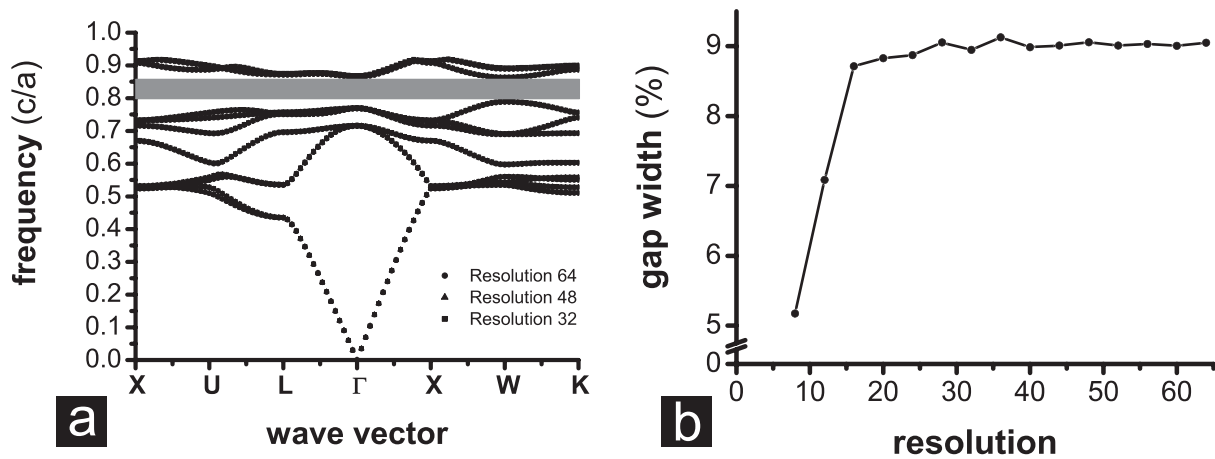 1.0
0.9
0.8
0.7
0.6
0.5
0.4
0.3
0.2
0.1
0.0
frequency (c/a)
Resolution 64
Resolution 48
Resolution 32
X U L Γ X W K
wave vector
a
9
8
7
6
5
0
gap width (%)
0 10 20 30 40 50 60
resolution
b